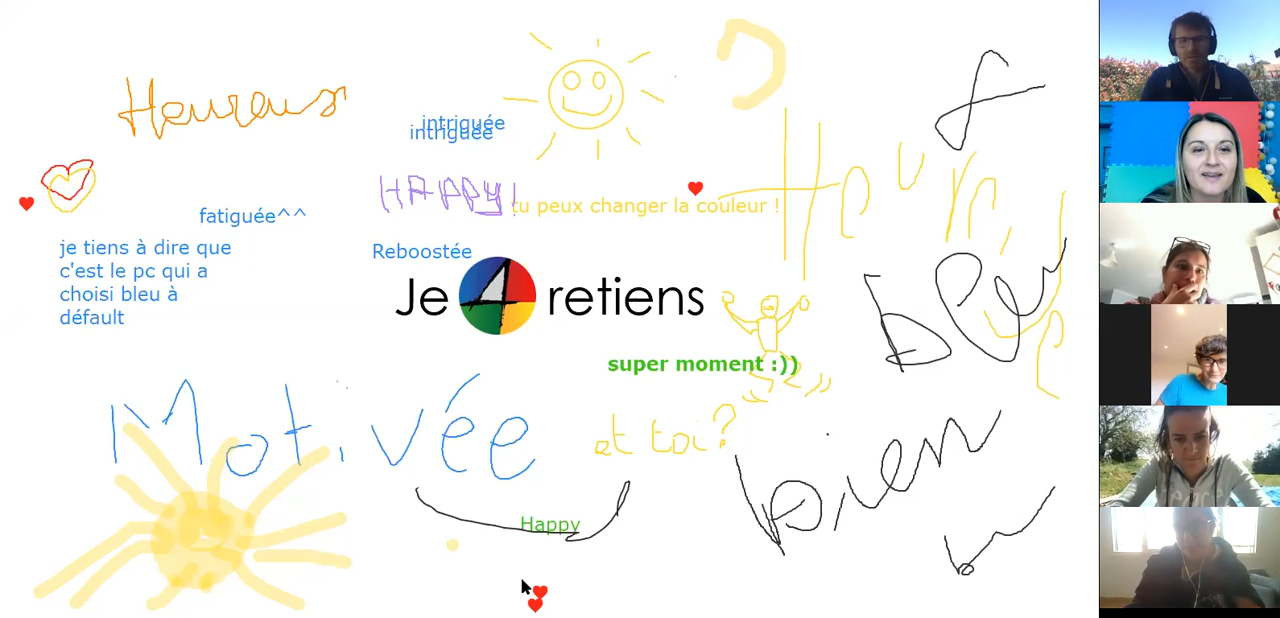 Heureux
intriguée
intriguée
HAPPY!
tu peux changer la couleur !
fatiguée^^
je tiens à dire que
c'est le pc qui a
choisi bleu à
défault
Reboostée
Je 4 retiens
super moment :))
Motivée
et toi?
bleu
bien
Happy